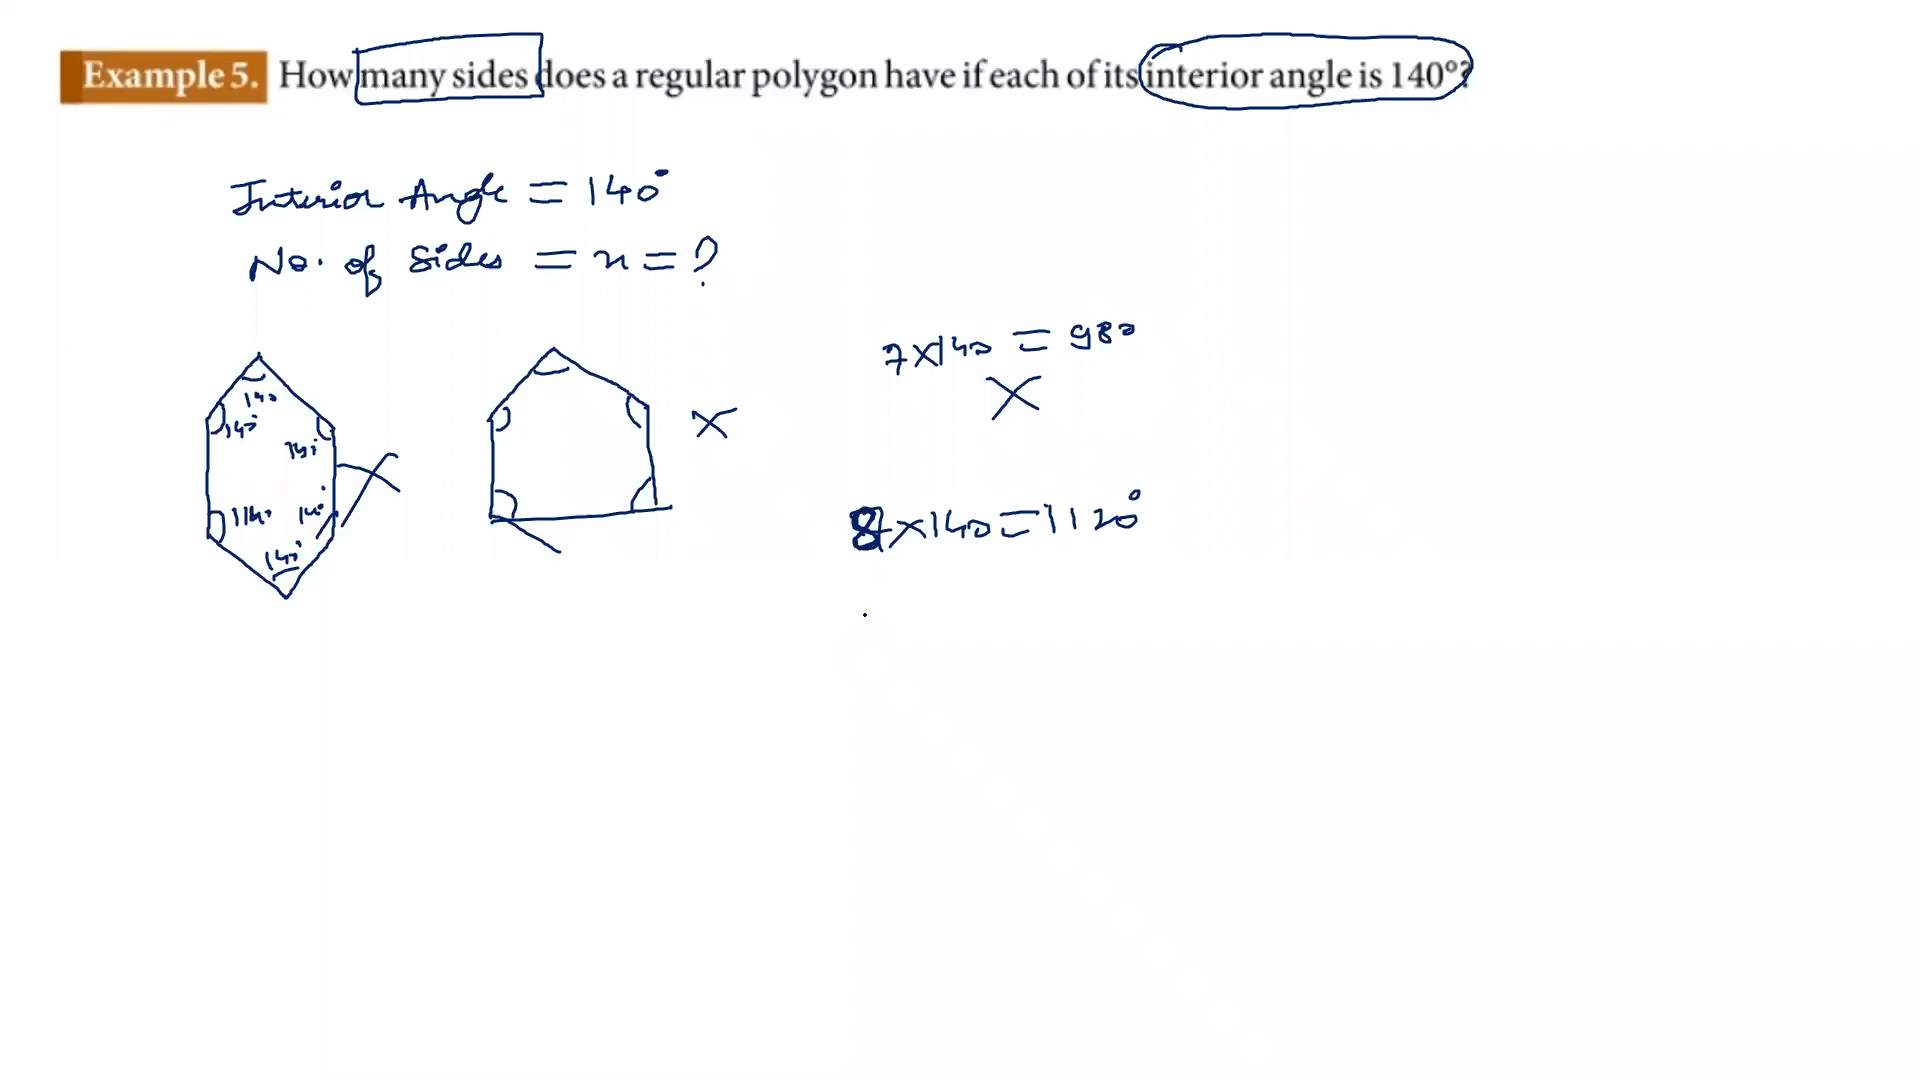 Example 5. How many sides does a regular polygon have if each of its interior angle is 140°?
Interior Angle = 140°
No. of Sides = n = ?
7 × 140 = 980
×
140
140°
140°
×
140
140°
140°
8 × 140 = 1120°